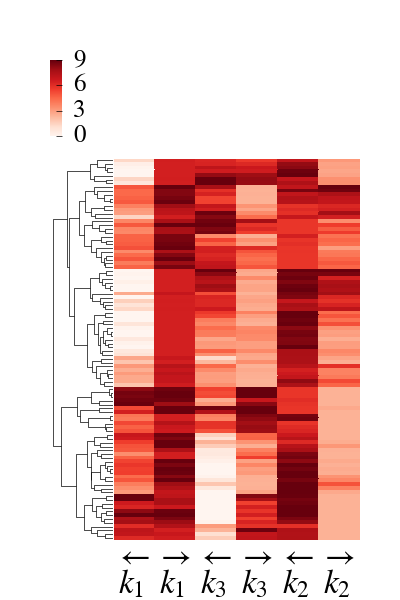 9
6
3
0
← → ← → ← →
k₁ k₁ k₃ k₃ k₂ k₂